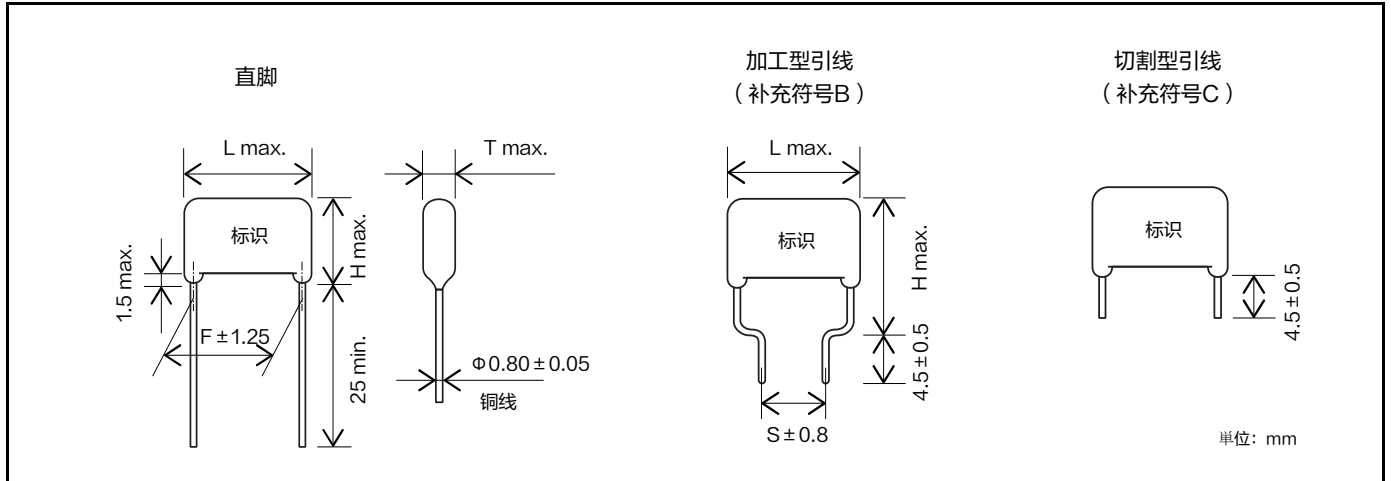 直脚
L max.
T max.
标识
H max.
1.5 max.
F±1.25
25 min.
Φ0.80±0.05
铜线
加工型引线
（补充符号B）
L max.
标识
H max.
4.5±0.5
S±0.8
切割型引线
（补充符号C）
标识
4.5±0.5
単位：mm